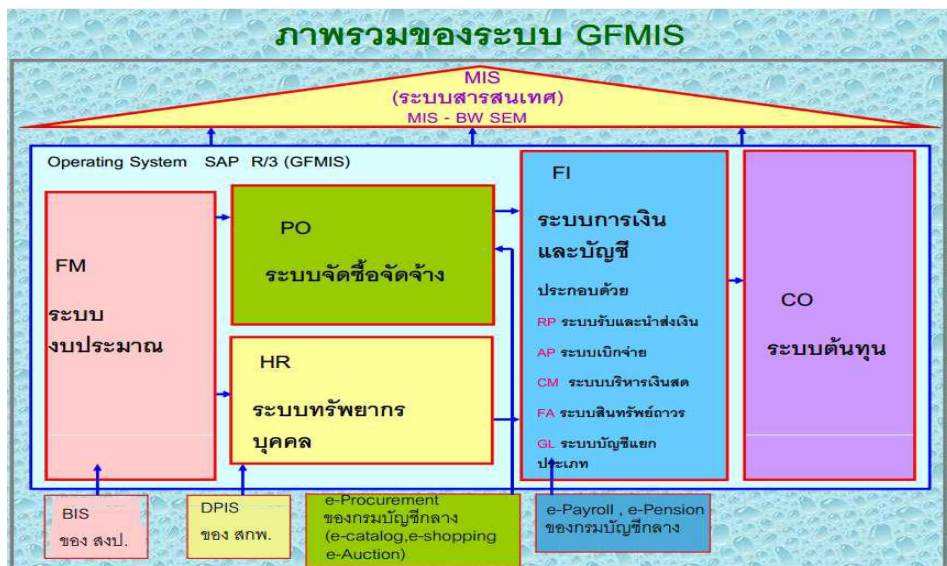 ภาพรวมของระบบ GFMIS
MIS
(ระบบสารสนเทศ)
MIS - BW SEM
Operating System SAP R/3 (GFMIS)
FM
ระบบ
งบประมาณ
PO
ระบบจัดซื้อจัดจ้าง
HR
ระบบทรัพยากร
บุคคล
FI
ระบบการเงิน
และบัญชี
ประกอบด้วย
RP ระบบรับและนำส่งเงิน
AP ระบบเบิกจ่าย
CM ระบบบริหารเงินสด
FA ระบบสินทรัพย์ถาวร
GL ระบบบัญชีแยก
ประเภท
CO
ระบบต้นทุน
BIS
ของ สงป.
DPIS
ของ สกพ.
e-Procurement
ของกรมบัญชีกลาง
(e-catalog,e-shopping
e-Auction)
e-Payroll , e-Pension
ของกรมบัญชีกลาง